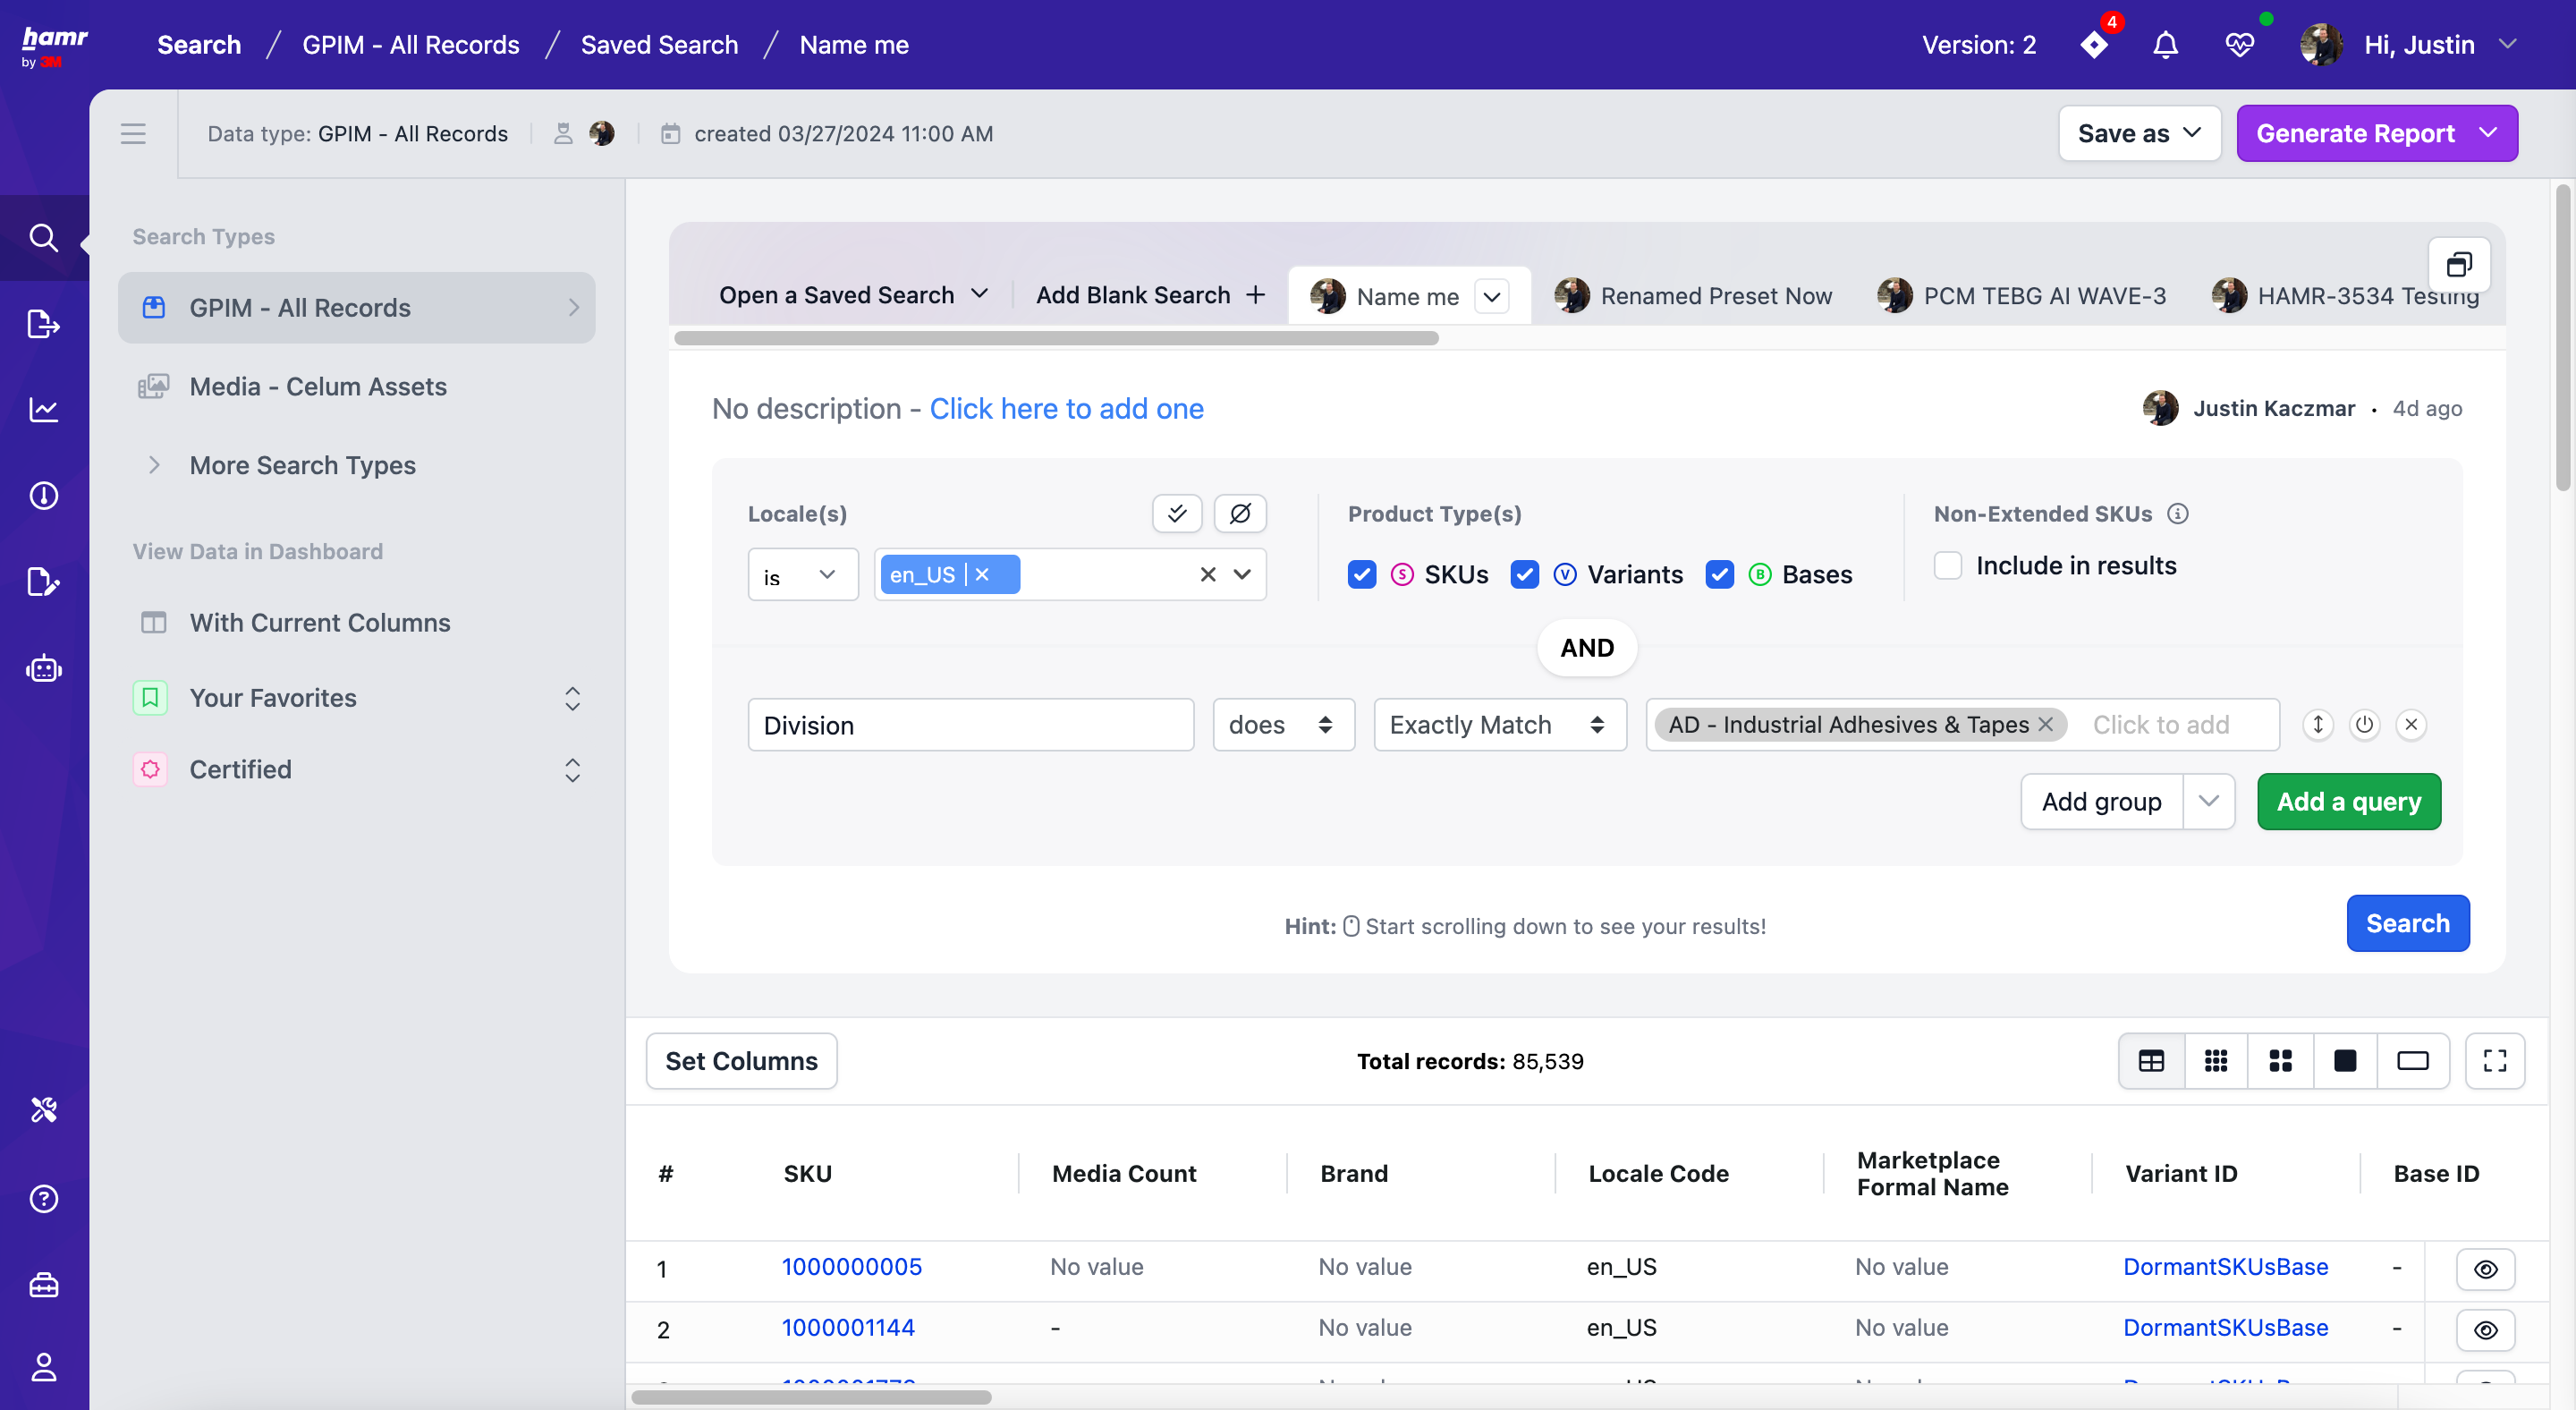 hamr
by 3M
Search / GPIM - All Records / Saved Search / Name me
Version: 2
4
Hi, Justin
Data type: GPIM - All Records
created 03/27/2024 11:00 AM
Save as
Generate Report
Search Types
GPIM - All Records
Media - Celum Assets
More Search Types
View Data in Dashboard
With Current Columns
Your Favorites
Certified
Open a Saved Search
Add Blank Search +
Name me
Renamed Preset Now
PCM TEBG AI WAVE-3
HAMR-3534 Testing
No description - Click here to add one
Justin Kaczmar · 4d ago
Locale(s)
is
en_US
Product Type(s)
S SKUs
V Variants
B Bases
Non-Extended SKUs
Include in results
AND
Division
does
Exactly Match
AD - Industrial Adhesives & Tapes
Click to add
Add group
Add a query
Hint: Start scrolling down to see your results!
Search
Set Columns
Total records: 85,539
# SKU Media Count Brand Locale Code Marketplace Formal Name Variant ID Base ID
1 1000000005 No value No value en_US No value DormantSKUsBase -
2 1000001144 - No value en_US No value DormantSKUsBase -